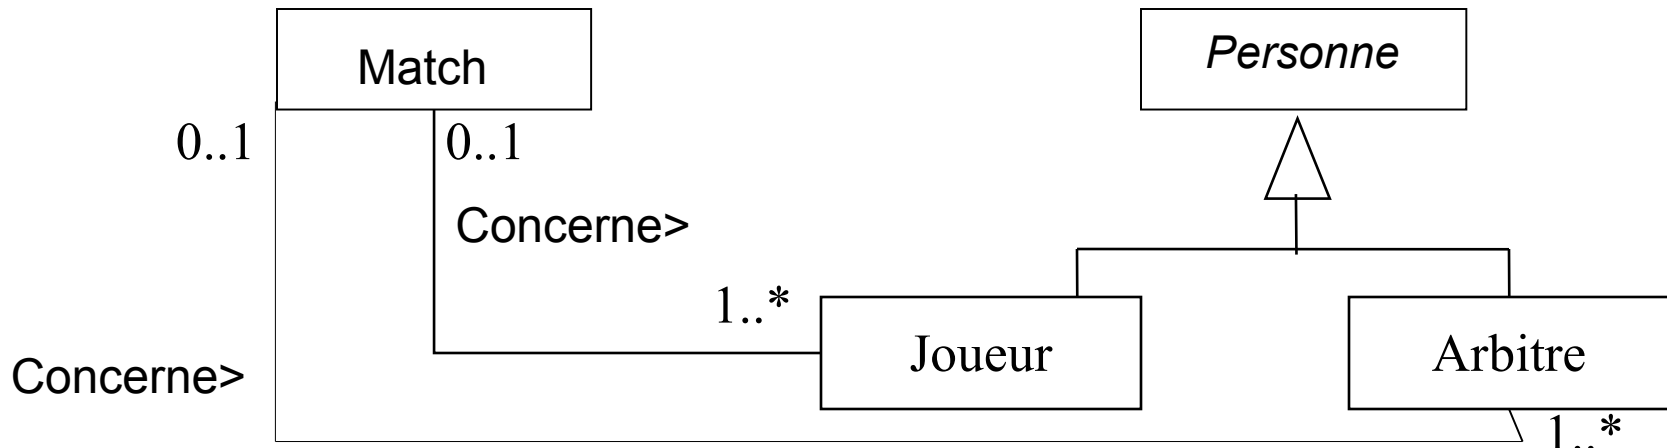 Match
Personne
0..1
0..1
Concerne>
1..*
Joueur
Arbitre
Concerne>
1..*